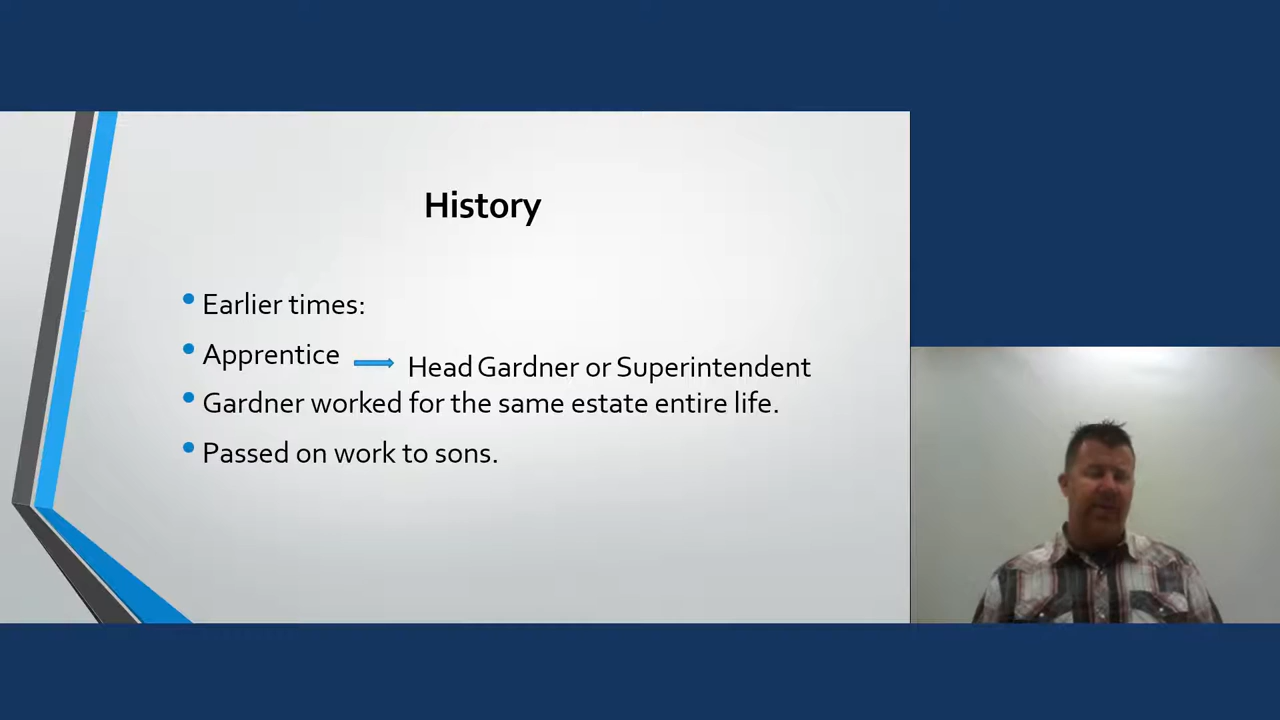 History
• Earlier times:
• Apprentice
Head Gardner or Superintendent
• Gardner worked for the same estate entire life.
• Passed on work to sons.